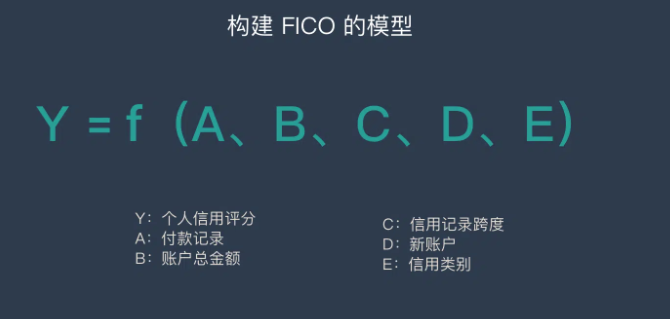 构建 FICO 的模型
Y = f（A、B、C、D、E）
Y：个人信用评分
A：付款记录
B：账户总金额
C：信用记录跨度
D：新账户
E：信用类别